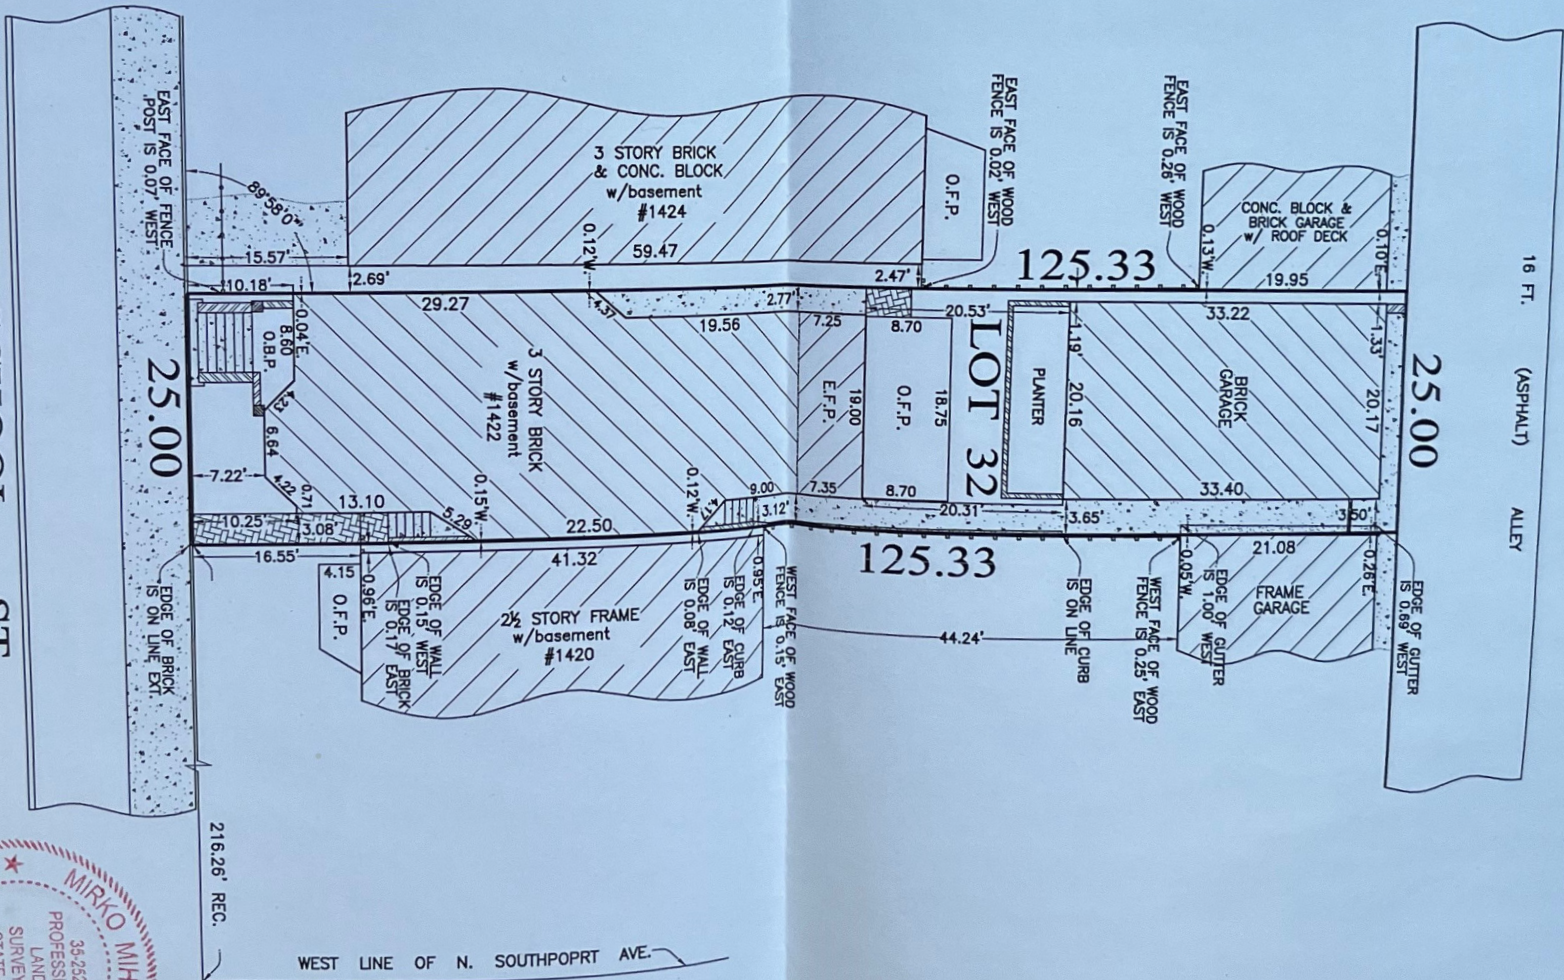 16 FT.
(ASPHALT)
ALLEY
25.00
EDGE OF GUTTER
IS 0.69' WEST
CONC. BLOCK &
BRICK GARAGE
w/ ROOF DECK
0.13'W.
0.10'E.
19.95
EAST FACE OF WOOD
FENCE IS 0.26' WEST
33.22
1.33'
20.17
BRICK
GARAGE
20.16
1.19'
33.40
3.50'
3.65'
21.08
0.26'E.
0.05'W.
FRAME
GARAGE
EDGE OF GUTTER
IS 1.00' WEST
WEST FACE OF WOOD
FENCE IS 0.25' EAST
EDGE OF CURB
IS ON LINE
44.24'
125.33
125.33
LOT 32
PLANTER
20.53'
20.31'
EAST FACE OF WOOD
FENCE IS 0.02' WEST
O.F.P.
3 STORY BRICK
& CONC. BLOCK
w/basement
#1424
59.47
0.12'W.
2.47'
2.69'
15.57'
89°58'0"
10.18'
EAST FACE OF FENCE
POST IS 0.07' WEST
29.27
4.37
2.77'
19.56
7.25
8.70
E.F.P.
19.00
O.F.P.
18.75
7.35
8.70
9.00
4.17
3.12'
0.04'E.
8.60
O.B.P.
4.23
6.64
7.22'
4.22
0.71
13.10
10.25'
3.08'
5.29
0.15'W.
0.12'W.
22.50
3 STORY BRICK
w/basement
#1422
25.00
16.55'
41.32
4.15
O.F.P.
0.96'E.
0.95'E.
2½ STORY FRAME
w/basement
#1420
EDGE OF WALL
IS 0.15' WEST
EDGE OF BRICK
IS 0.17' EAST
EDGE OF WALL
IS 0.08' EAST
EDGE OF CURB
IS 0.12' EAST
WEST FACE OF WOOD
FENCE IS 0.15' EAST
EDGE OF BRICK
IS ON LINE EXT.
216.26' REC.
WEST LINE OF N. SOUTHPOPRT AVE.
ST
MIRKO